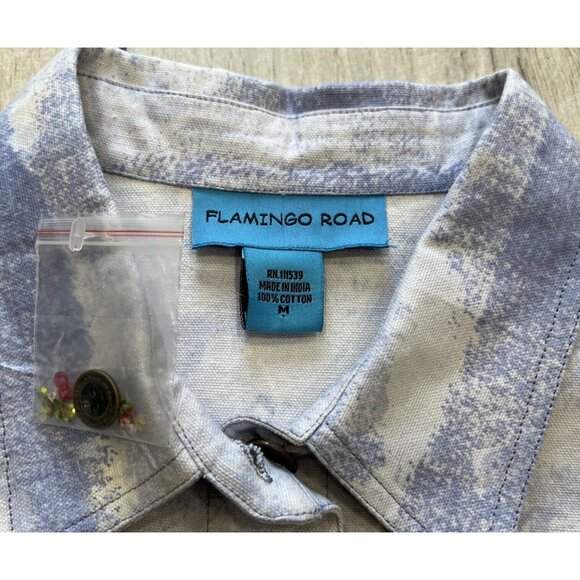 FLAMINGO ROAD
RN.111539
MADE IN INDIA
100% COTTON
M